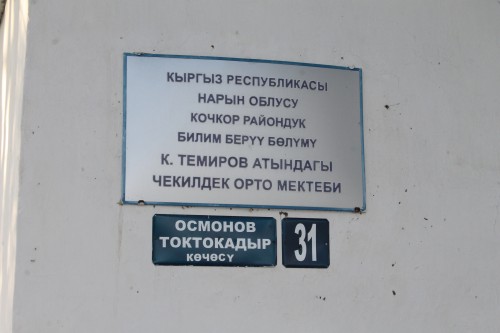 КЫРГЫЗ РЕСПУБЛИКАСЫ
НАРЫН ОБЛУСУ
КОЧКОР РАЙОНДУК
БИЛИМ БЕРҮҮ БӨЛҮМҮ
К. ТЕМИРОВ АТЫНДАГЫ
ЧЕКИЛДЕК ОРТО МЕКТЕБИ
ОСМОНОВ
ТОКТОКАДЫР
КӨЧӨСҮ
31